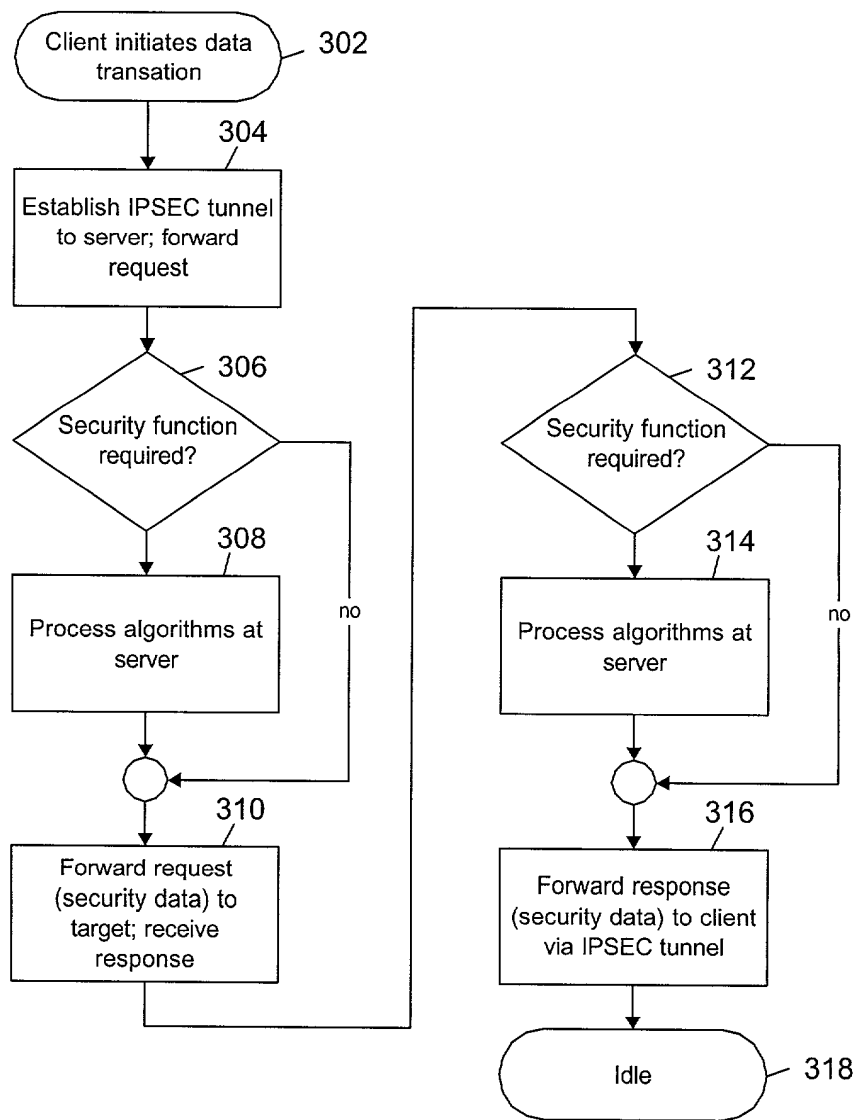 Client initiates data
transation
302
304
Establish IPSEC tunnel
to server; forward
request
306
Security function
required?
308
no
Process algorithms at
server
310
Forward request
(security data) to
target; receive
response
312
Security function
required?
314
no
Process algorithms at
server
316
Forward response
(security data) to client
via IPSEC tunnel
Idle
318